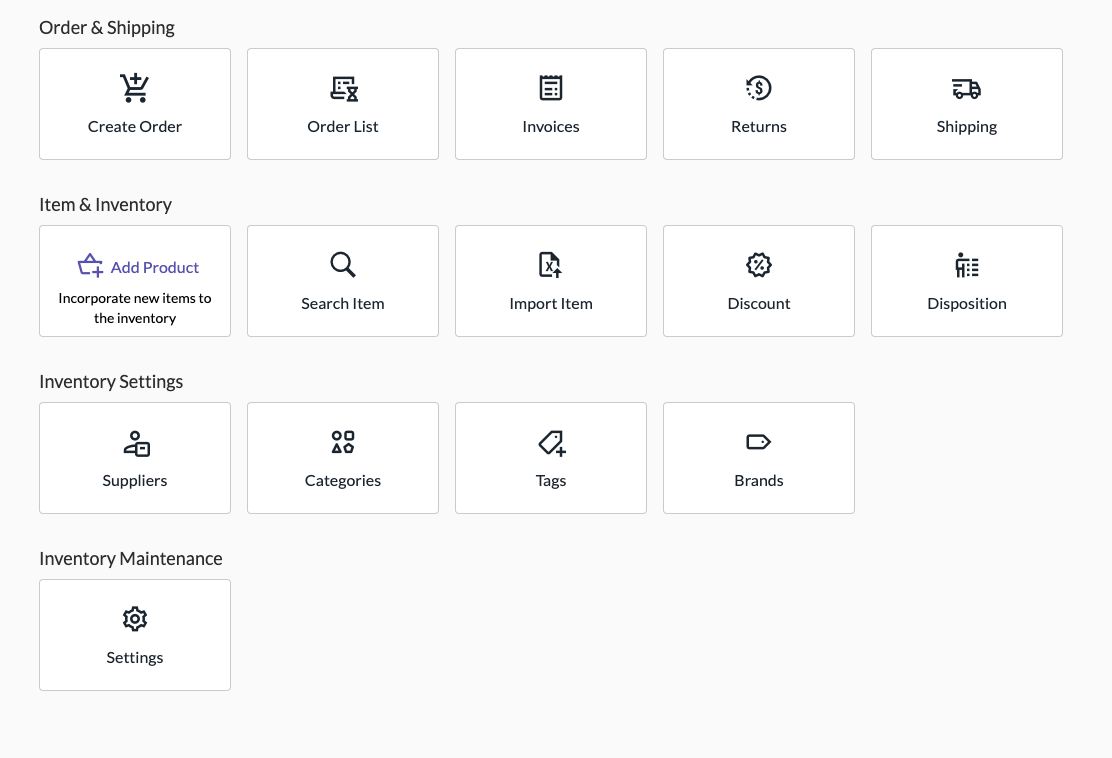 Order & Shipping
Create Order
Order List
Invoices
Returns
Shipping
Item & Inventory
Add Product
Incorporate new items to
the inventory
Search Item
Import Item
Discount
Disposition
Inventory Settings
Suppliers
Categories
Tags
Brands
Inventory Maintenance
Settings